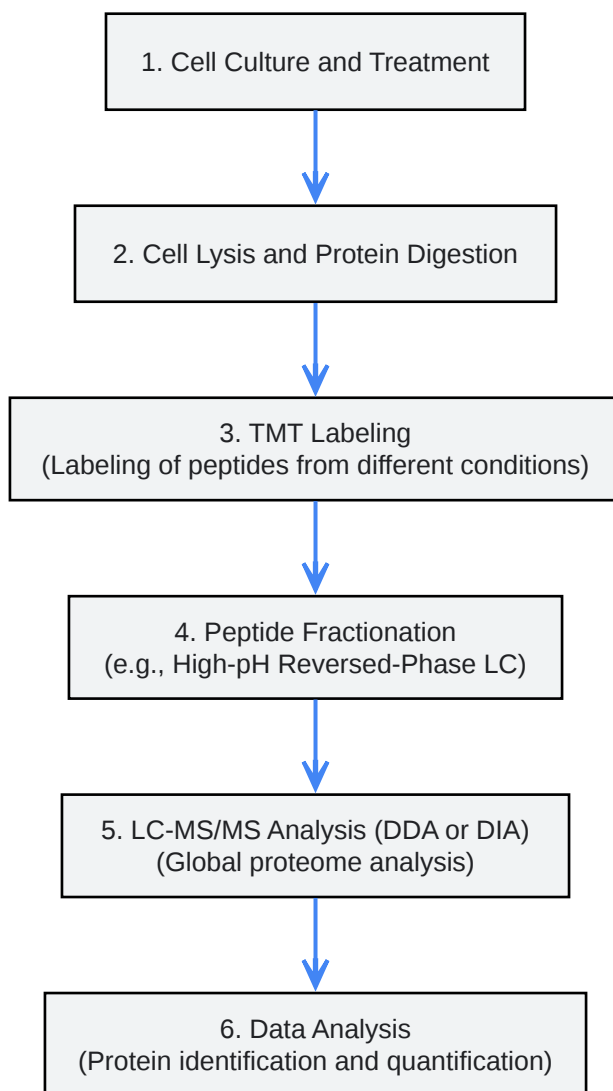 1. Cell Culture and Treatment
2. Cell Lysis and Protein Digestion
3. TMT Labeling
(Labeling of peptides from different conditions)
4. Peptide Fractionation
(e.g., High-pH Reversed-Phase LC)
5. LC-MS/MS Analysis (DDA or DIA)
(Global proteome analysis)
6. Data Analysis
(Protein identification and quantification)